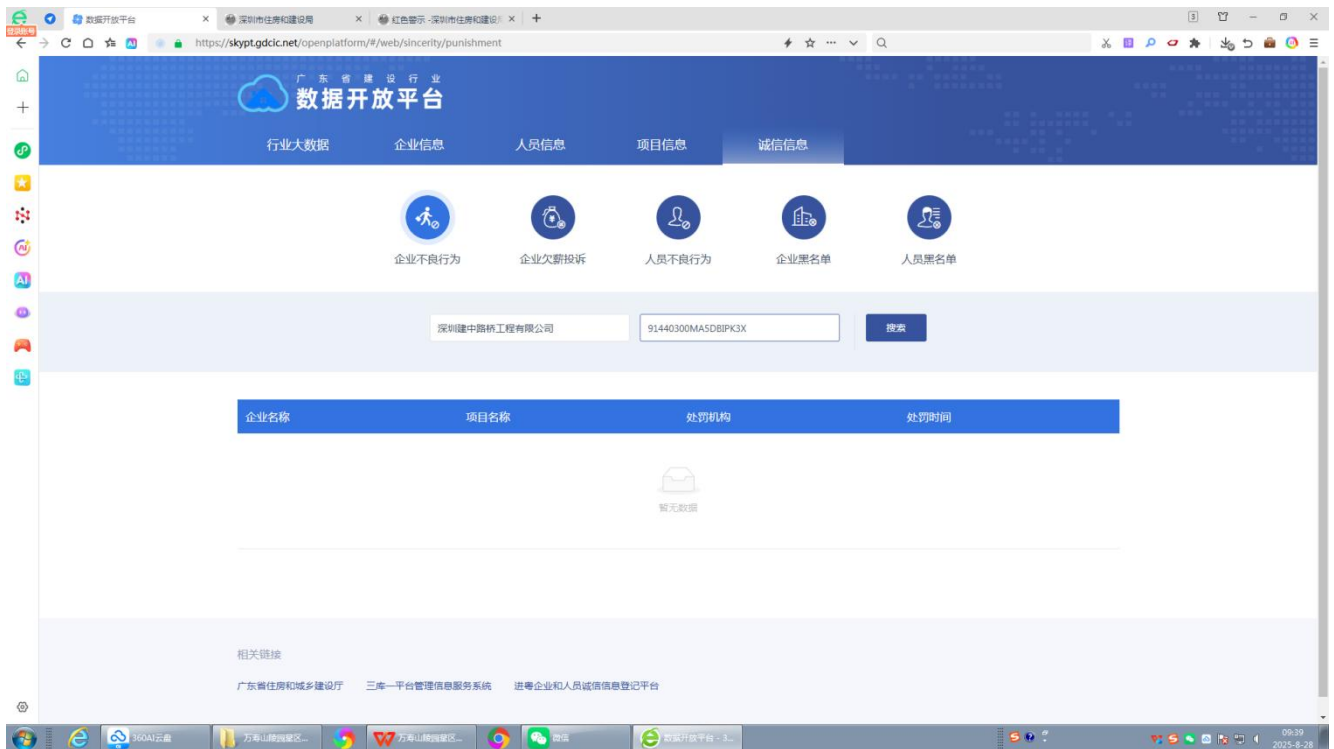 数据开放平台
深圳市住房和建设局
红色警示 -深圳市住房和建设
登录账号
https://skypt.gdcic.net/openplatform/#/web/sincerity/punishment
广东省建设行业
数据开放平台
行业大数据 企业信息 人员信息 项目信息 诚信信息
企业不良行为 企业欠薪投诉 人员不良行为 企业黑名单 人员黑名单
深圳建中路桥工程有限公司 91440300MA5DBIPK3X 搜索
企业名称 项目名称 处罚机构 处罚时间
暂无数据
相关链接
广东省住房和城乡建设厅 三库一平台管理信息服务系统 进粤企业和人员诚信信息登记平台
360AI云盘 万寿山陵园墓区... 万寿山陵园墓区... 微信 数据开放平台 - 3...
09:39
2025-8-28